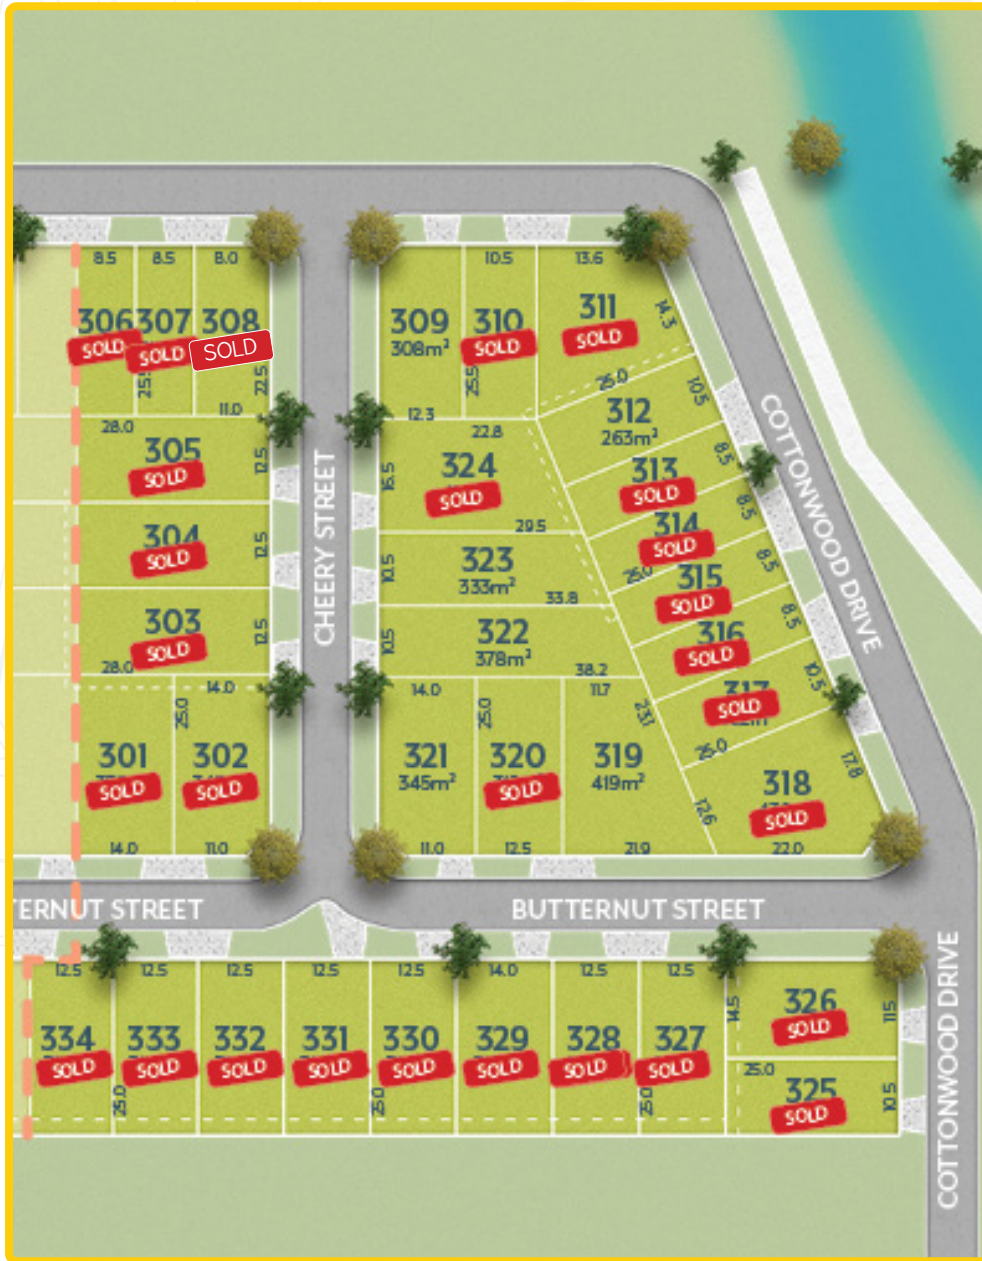 8.5 8.5 8.0 10.5 13.6
306 307 308 309 310 311
SOLD SOLD SOLD 308m² SOLD SOLD
14.3
22.5 25.5
11.0 12.3 25.0 10.5
28.0 22.8
305 12.5 324 16.5 312
SOLD SOLD 263m²
8.5
313
SOLD
29.5 8.5
304 12.5 323 10.5 314
SOLD 333m² SOLD
25.0 8.5
33.8 315
SOLD
303 12.5 322 10.5 316 8.5
SOLD 378m² SOLD
28.0 38.2 10.5
14.0 14.0 11.7 317
SOLD
25.0 25.0 23.1 25.0
301 302 321 320 319 318 17.8
SOLD SOLD 345m² SOLD 419m² SOLD
12.6
14.0 11.0 11.0 12.5 21.9 22.0
CHEERY STREET
COTTONWOOD DRIVE
TERNUT STREET BUTTERNUT STREET
12.5 12.5 12.5 12.5 12.5 14.0 12.5 12.5
334 333 332 331 330 329 328 327 326
SOLD SOLD SOLD SOLD SOLD SOLD SOLD SOLD SOLD
14.5 11.5
25.0 25.0 25.0 25.0
325 10.5
SOLD
COTTONWOOD DRIVE